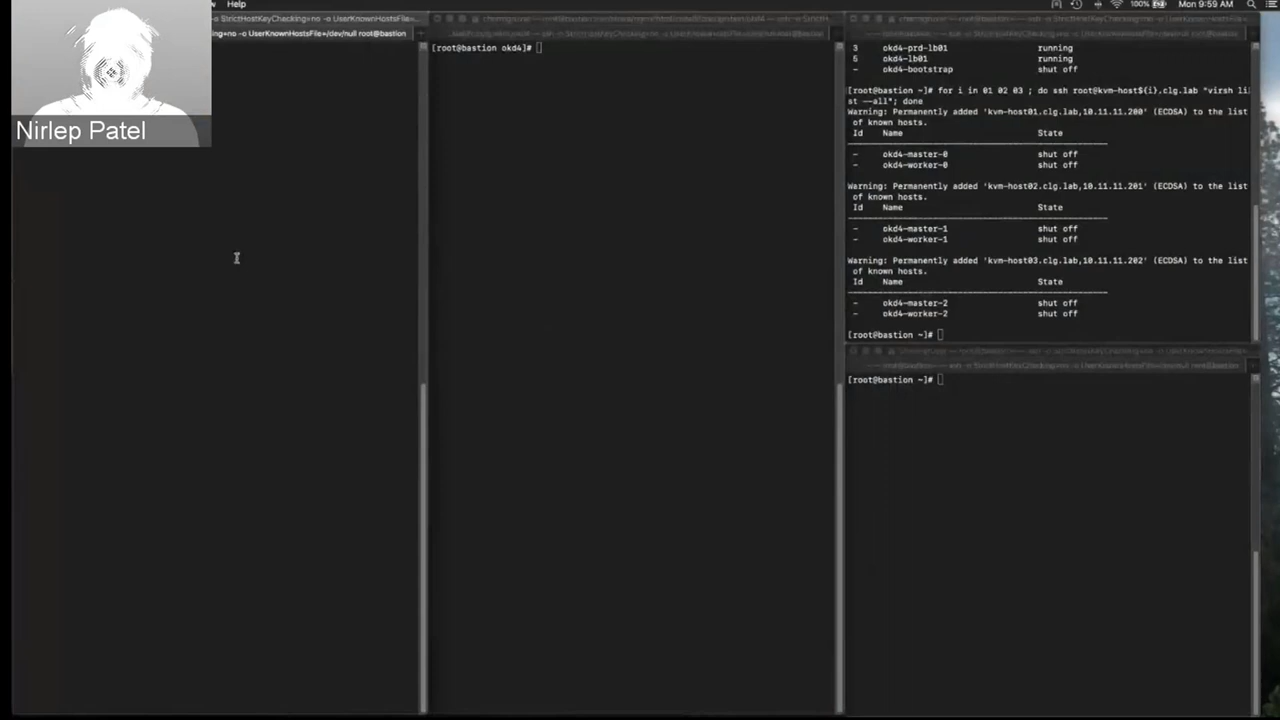 Help
100%
Mon 9:59 AM
StrictHostKeyChecking=no -o UserKnownHostsFile=
ng=no -o UserKnownHostsFile=/dev/null root@bastion
Nirlep Patel
[root@bastion okd4]#
3 okd4-prd-lb01 running
5 okd4-lb01 running
- okd4-bootstrap shut off
[root@bastion ~]# for i in 01 02 03 ; do ssh root@kvm-host${i}.clg.lab "virsh li
st --all"; done
Warning: Permanently added 'kvm-host01.clg.lab,10.11.11.200' (ECDSA) to the list
of known hosts.
Id Name State
- okd4-master-0 shut off
- okd4-worker-0 shut off
Warning: Permanently added 'kvm-host02.clg.lab,10.11.11.201' (ECDSA) to the list
of known hosts.
Id Name State
- okd4-master-1 shut off
- okd4-worker-1 shut off
Warning: Permanently added 'kvm-host03.clg.lab,10.11.11.202' (ECDSA) to the list
of known hosts.
Id Name State
- okd4-master-2 shut off
- okd4-worker-2 shut off
[root@bastion ~]#
[root@bastion ~]#